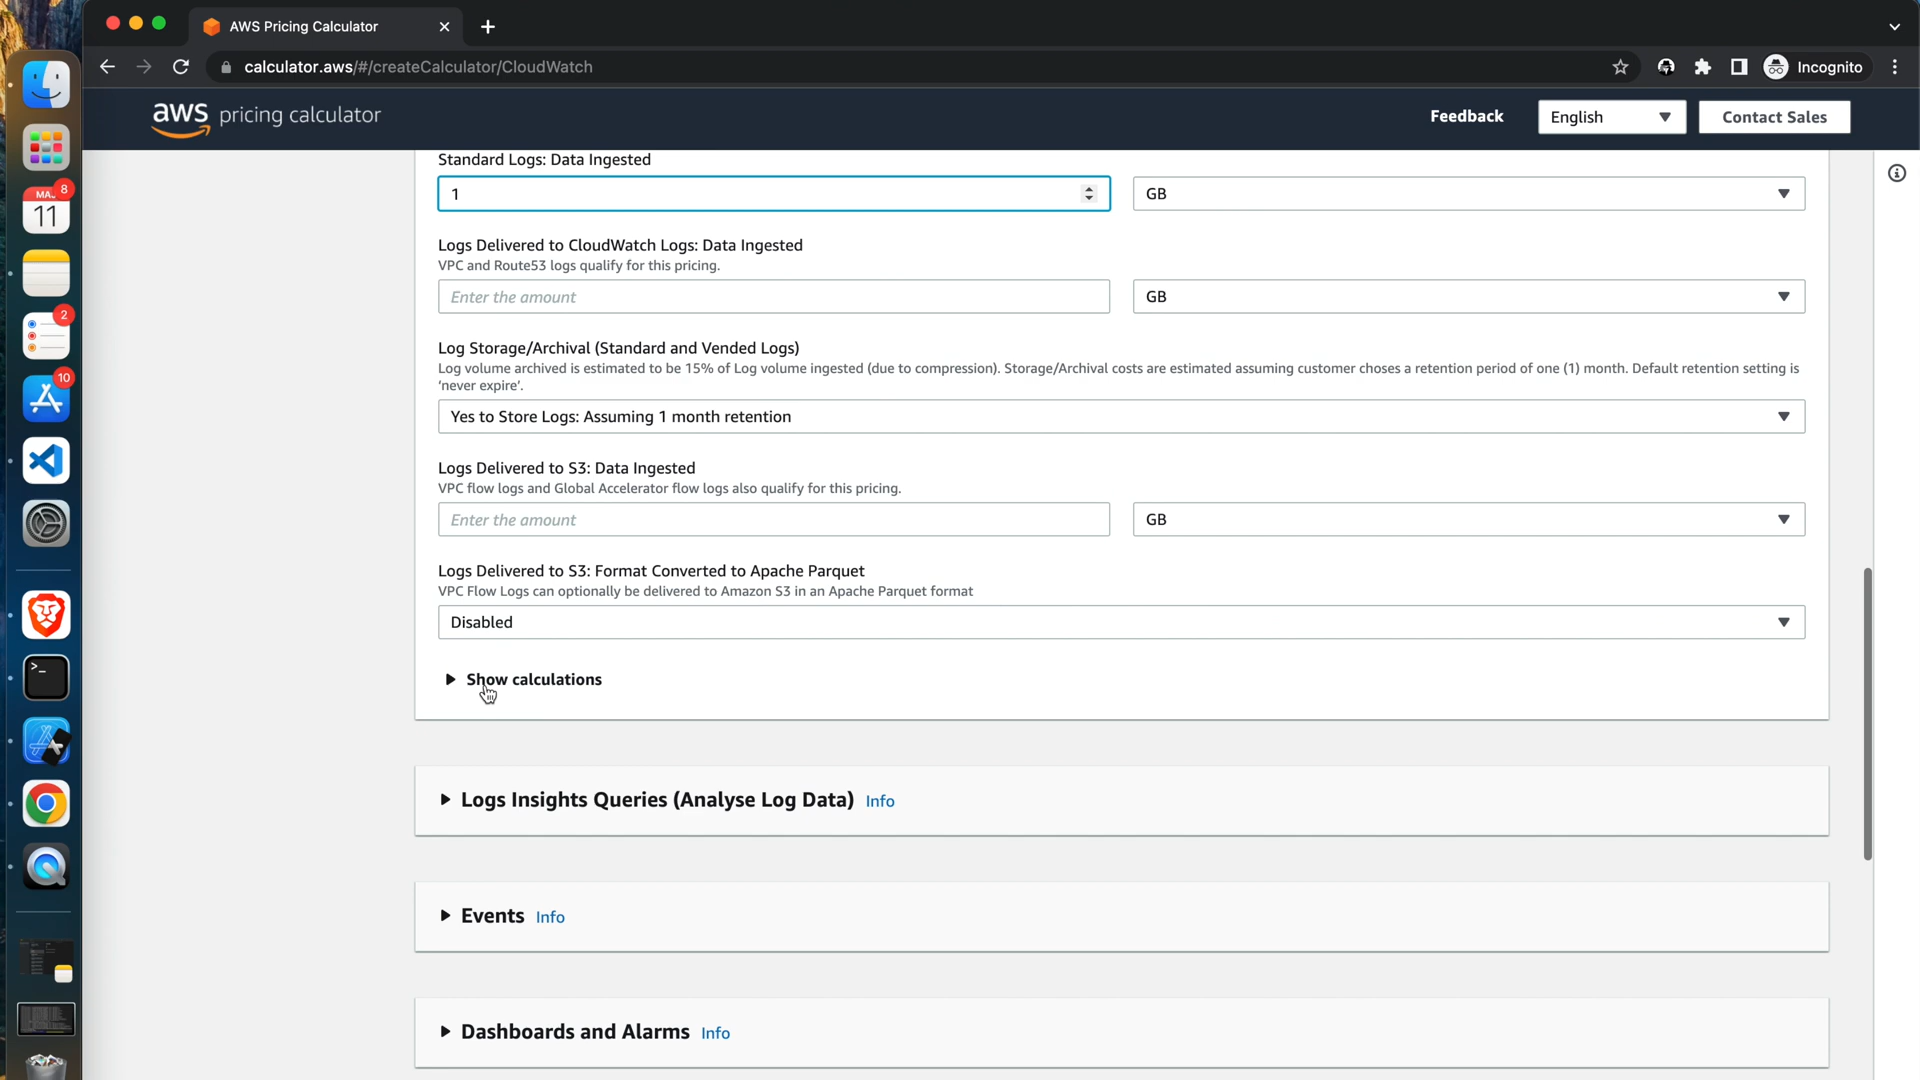 AWS Pricing Calculator
calculator.aws/#/createCalculator/CloudWatch
Incognito
aws pricing calculator
Feedback
English
Contact Sales
Standard Logs: Data Ingested
1
GB
Logs Delivered to CloudWatch Logs: Data Ingested
VPC and Route53 logs qualify for this pricing.
Enter the amount
GB
Log Storage/Archival (Standard and Vended Logs)
Log volume archived is estimated to be 15% of Log volume ingested (due to compression). Storage/Archival costs are estimated assuming customer choses a retention period of one (1) month. Default retention setting is
‘never expire’.
Yes to Store Logs: Assuming 1 month retention
Logs Delivered to S3: Data Ingested
VPC flow logs and Global Accelerator flow logs also qualify for this pricing.
Enter the amount
GB
Logs Delivered to S3: Format Converted to Apache Parquet
VPC Flow Logs can optionally be delivered to Amazon S3 in an Apache Parquet format
Disabled
Show calculations
Logs Insights Queries (Analyse Log Data) Info
Events Info
Dashboards and Alarms Info
8
11
2
10